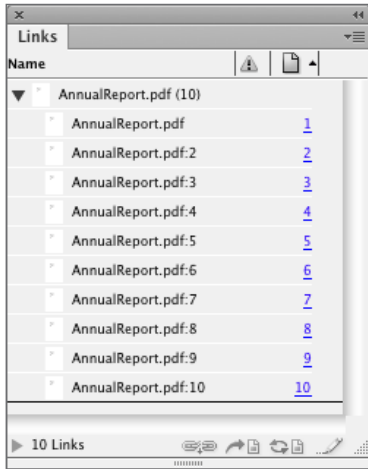 Links
Name
AnnualReport.pdf (10)
AnnualReport.pdf 1
AnnualReport.pdf:2 2
AnnualReport.pdf:3 3
AnnualReport.pdf:4 4
AnnualReport.pdf:5 5
AnnualReport.pdf:6 6
AnnualReport.pdf:7 7
AnnualReport.pdf:8 8
AnnualReport.pdf:9 9
AnnualReport.pdf:10 10
10 Links